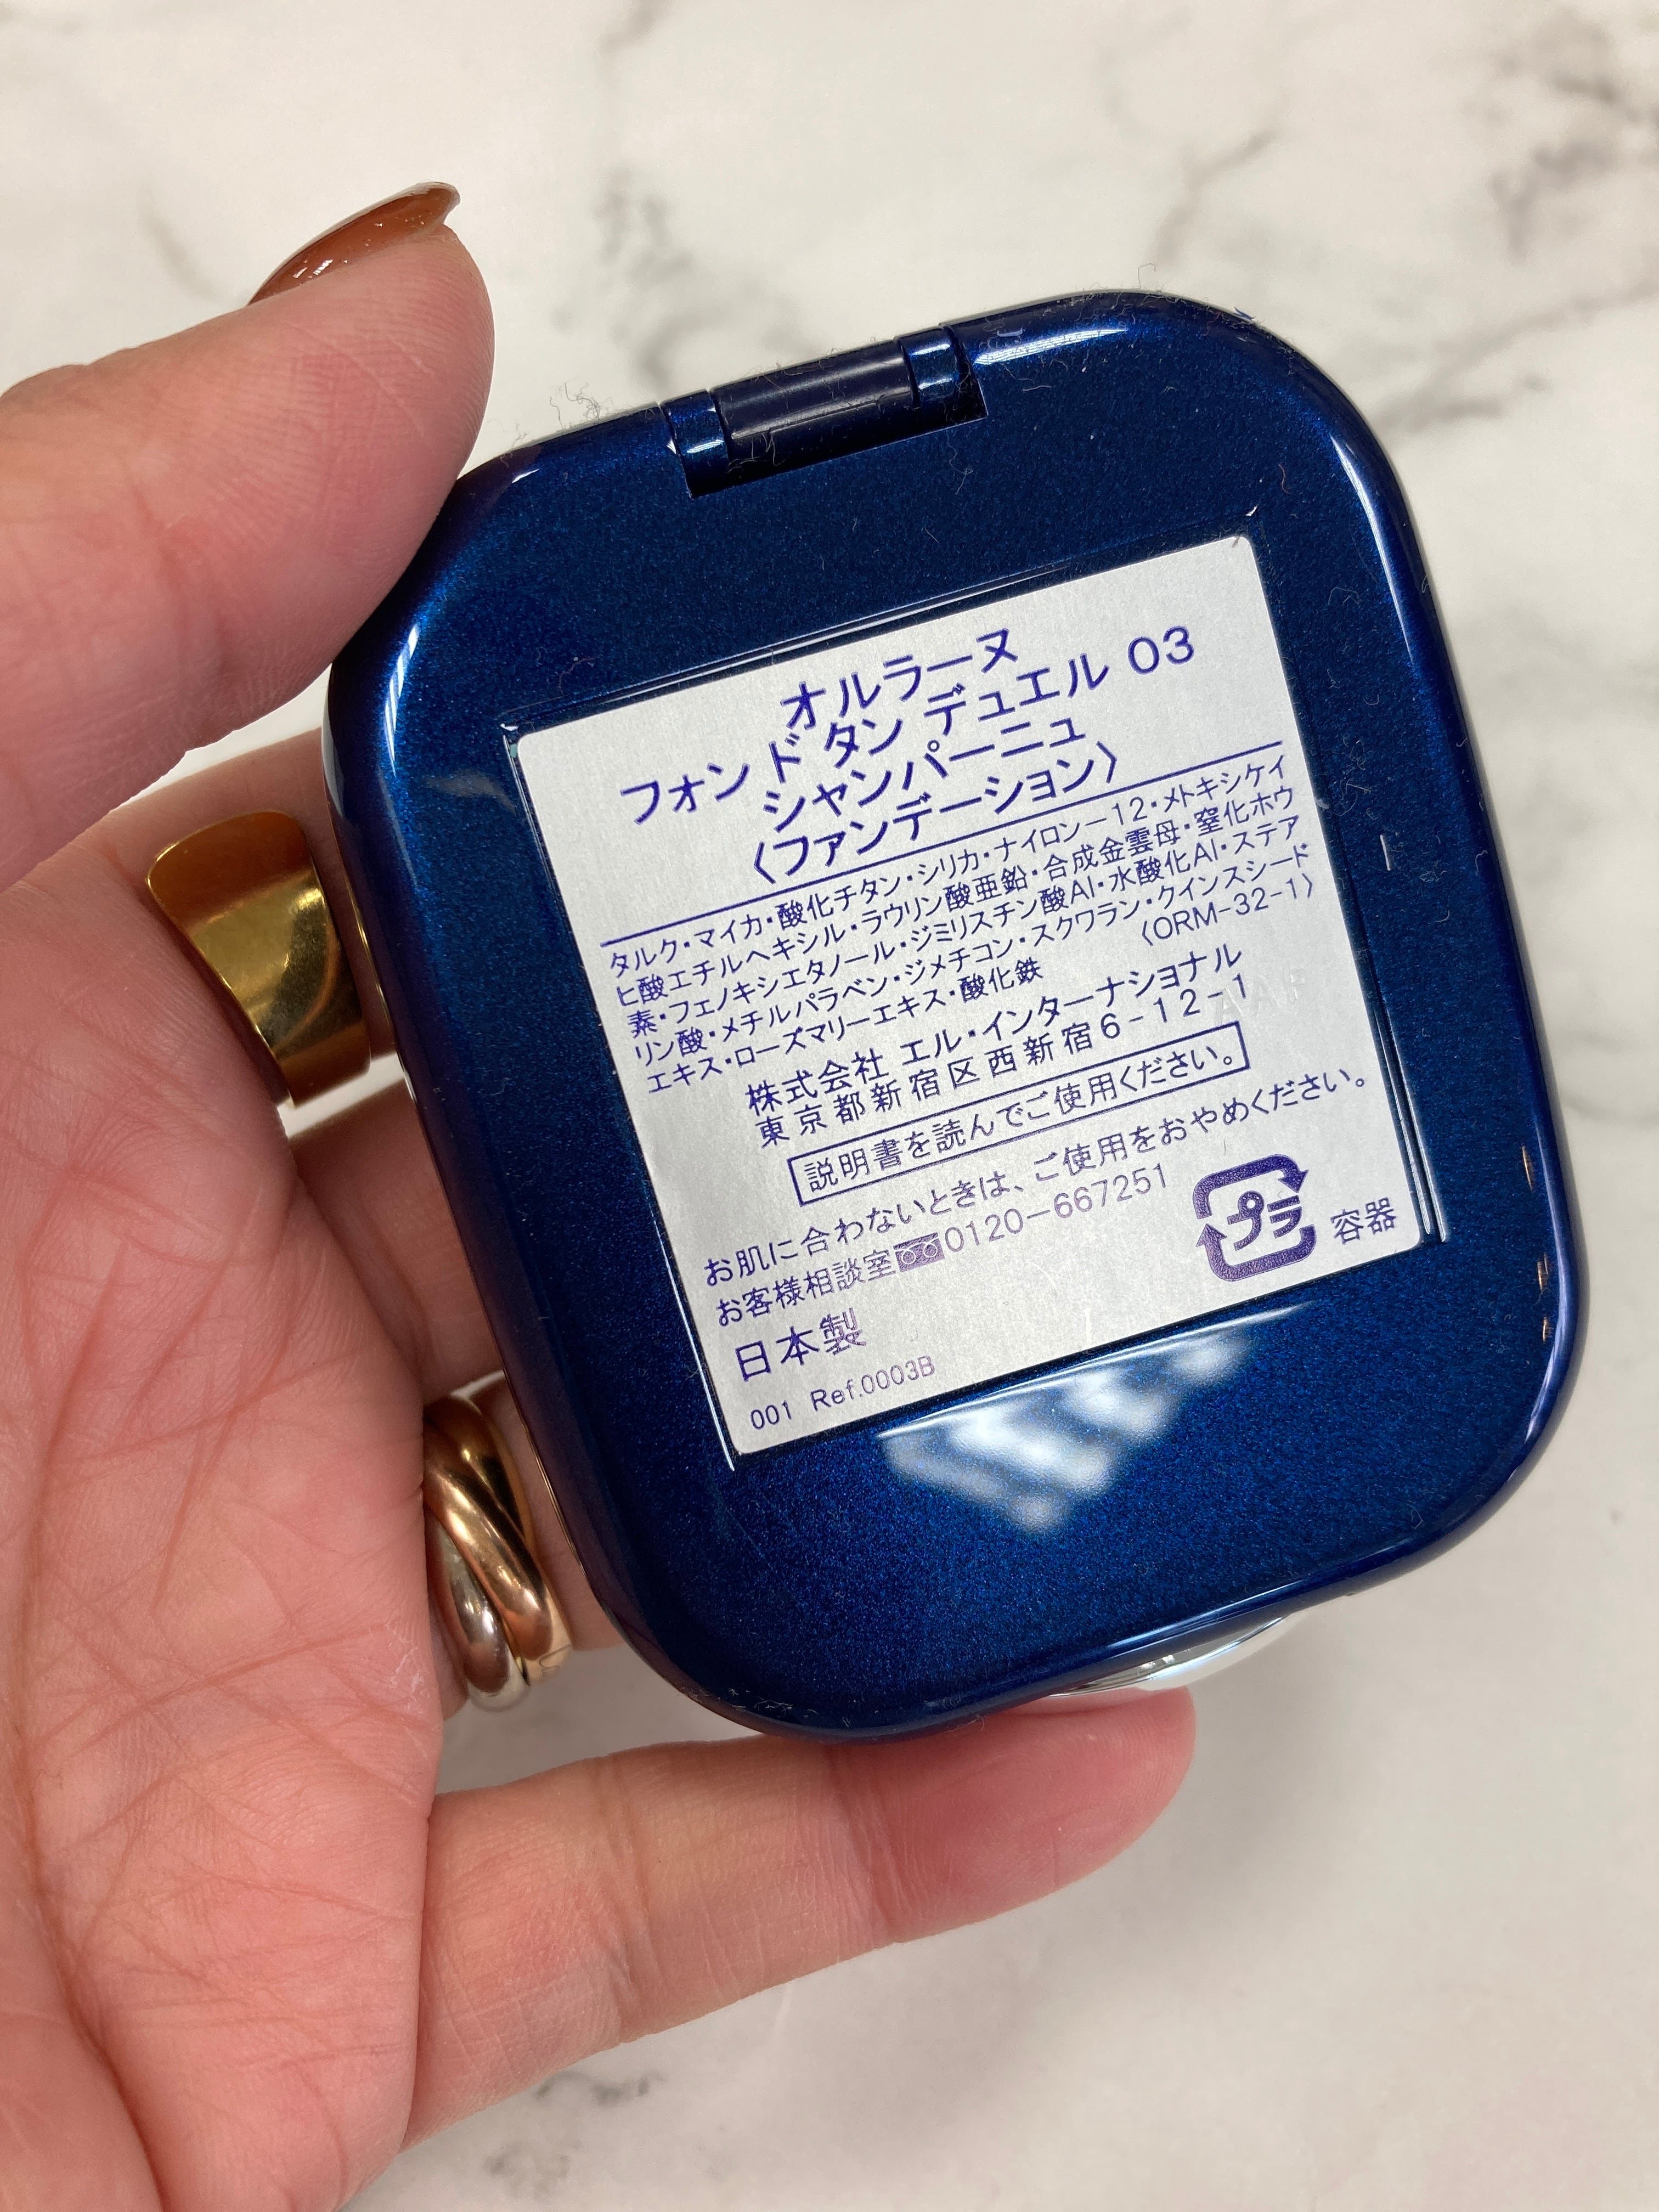 オルラーヌ
フォン ド タン デュエル 03
シャンパーニュ
〈ファンデーション〉
タルク・マイカ・酸化チタン・シリカ・ナイロン－12・メトキシケイ
ヒ酸エチルヘキシル・ラウリン酸亜鉛・合成金雲母・窒化ホウ
素・フェノキシエタノール・ジミリスチン酸Al・水酸化Al・ステア
リン酸・メチルパラベン・ジメチコン・スクワラン・クインスシード
エキス・ローズマリーエキス・酸化鉄 〈ORM-32-1〉
株式会社 エル・インターナショナル
東京都新宿区西新宿6-12-1
説明書を読んでご使用ください。
お肌に合わないときは、ご使用をおやめください。
お客様相談室 0120－667251
プラ 容器
日本製
001 Ref.0003B